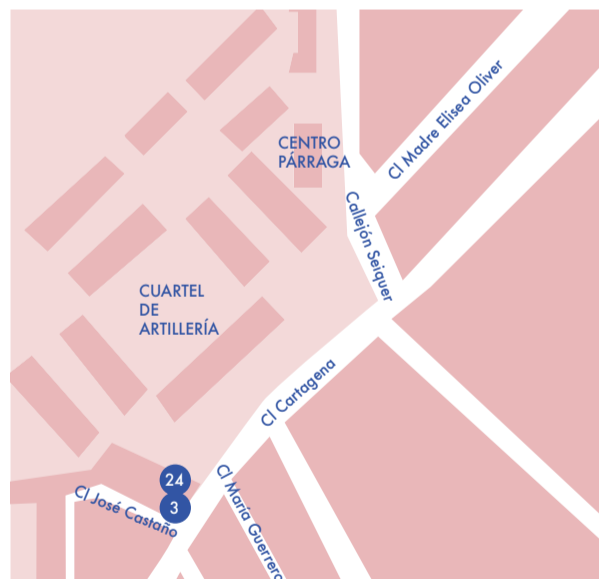 Cl Madre Elisea Oliver
CENTRO
PÁRRAGA
Callejón Seiquer
CUARTEL
DE
ARTILLERÍA
Cl Cartagena
24
3
Cl José Castaño
Cl María Guerrero